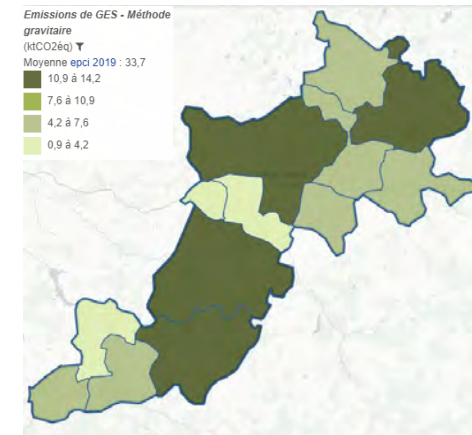 Emissions de GES - Méthode
gravitaire
(ktCO2éq)
Moyenne epci 2019 : 33,7
10,9 à 14,2
7,6 à 10,9
4,2 à 7,6
0,9 à 4,2